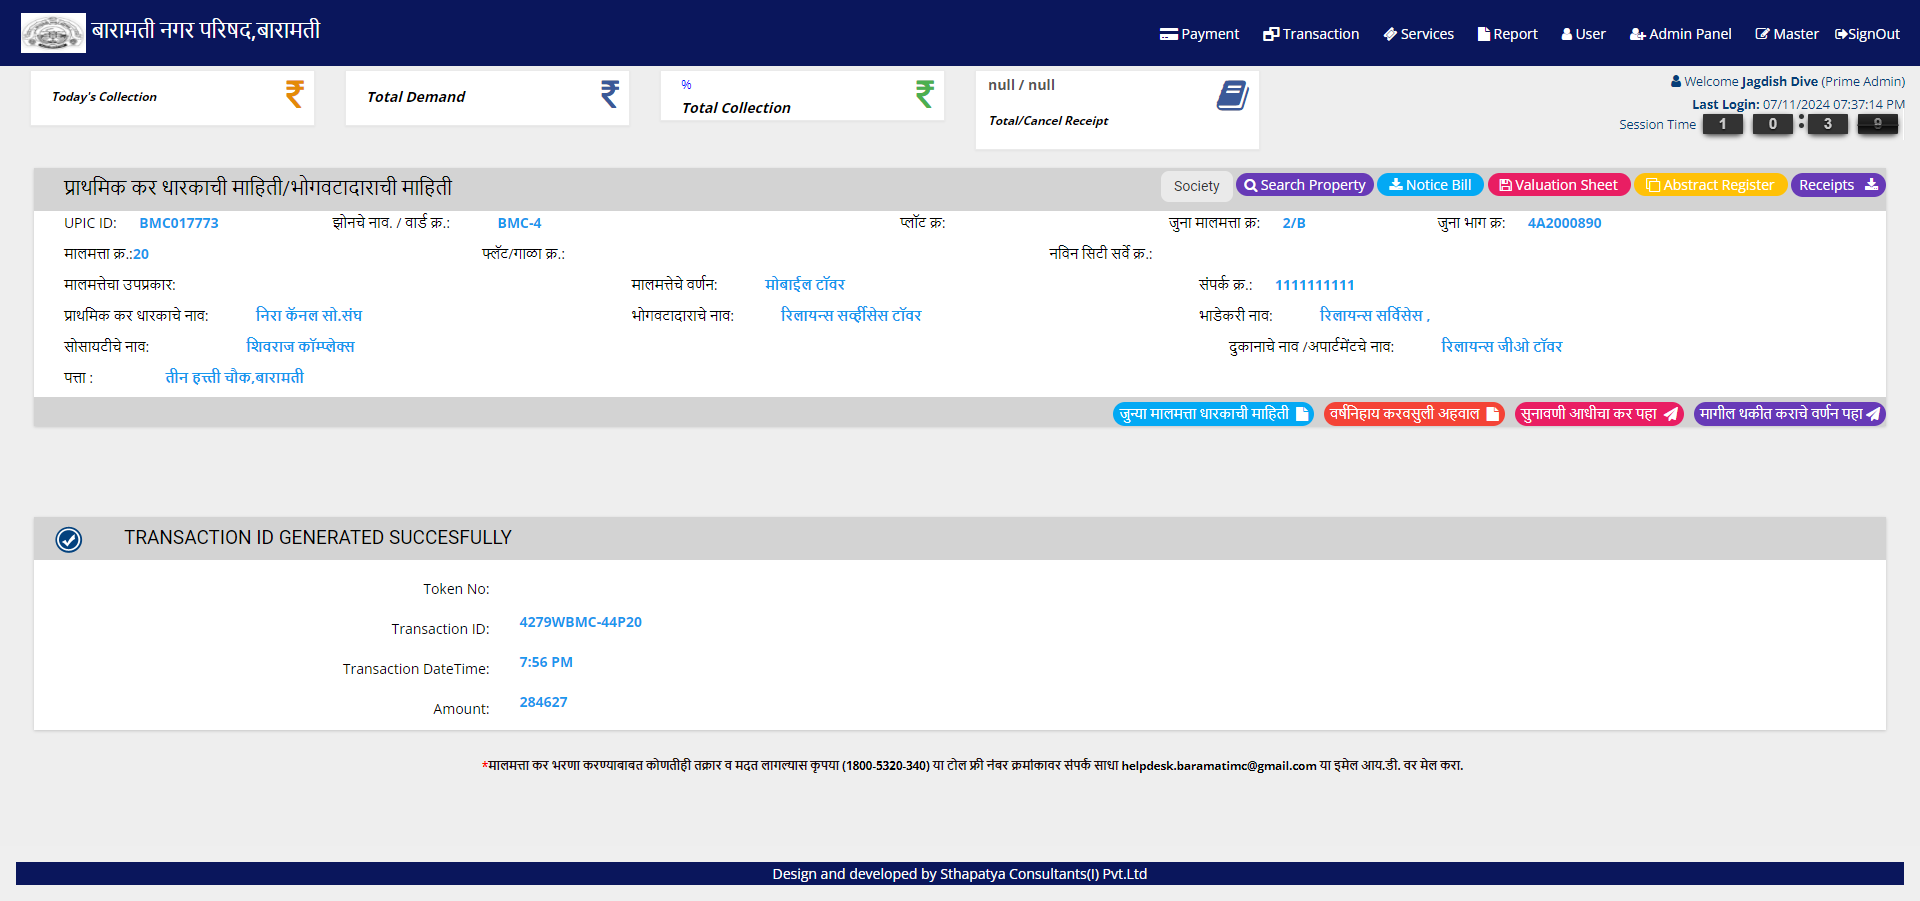 बारामती नगर परिषद,बारामती
Payment Transaction Services Report User Admin Panel Master SignOut
Today's Collection
Total Demand
%
Total Collection
null / null
Total/Cancel Receipt
Welcome Jagdish Dive (Prime Admin)
Last Login: 07/11/2024 07:37:14 PM
Session Time 1 0 : 3
प्राथमिक कर धारकाची माहिती/भोगवटादाराची माहिती
Society Search Property Notice Bill Valuation Sheet Abstract Register Receipts
UPIC ID: BMC017773 झोनचे नाव. / वार्ड क्र.: BMC-4 प्लॉट क्र: जुना मालमत्ता क्र: 2/B जुना भाग क्र: 4A2000890
मालमत्ता क्र.:20 फ्लॅट/गाळा क्र.: नविन सिटी सर्वे क्र.:
मालमत्तेचा उपप्रकार: मालमत्तेचे वर्णन: मोबाईल टॉवर संपर्क क्र.: 1111111111
प्राथमिक कर धारकाचे नाव: निरा कॅनल सो.संघ भोगवटादाराचे नाव: रिलायन्स सर्व्हीसेस टॉवर भाडेकरी नाव: रिलायन्स सर्विसेस ,
सोसायटीचे नाव: शिवराज कॉम्प्लेक्स दुकानाचे नाव /अपार्टमेंटचे नाव: रिलायन्स जीओ टॉवर
पत्ता : तीन हत्ती चौक,बारामती
जुन्या मालमत्ता धारकाची माहिती वर्षनिहाय करवसुली अहवाल सुनावणी आधीचा कर पहा मागील थकीत कराचे वर्णन पहा
TRANSACTION ID GENERATED SUCCESFULLY
Token No:
Transaction ID: 4279WBMC-44P20
Transaction DateTime: 7:56 PM
Amount: 284627
*मालमत्ता कर भरणा करण्याबाबत कोणतीही तक्रार व मदत लागल्यास कृपया (1800-5320-340) या टोल फ्री नंबर क्रमांकावर संपर्क साधा helpdesk.baramatimc@gmail.com या इमेल आय.डी. वर मेल करा.
Design and developed by Sthapatya Consultants(I) Pvt.Ltd